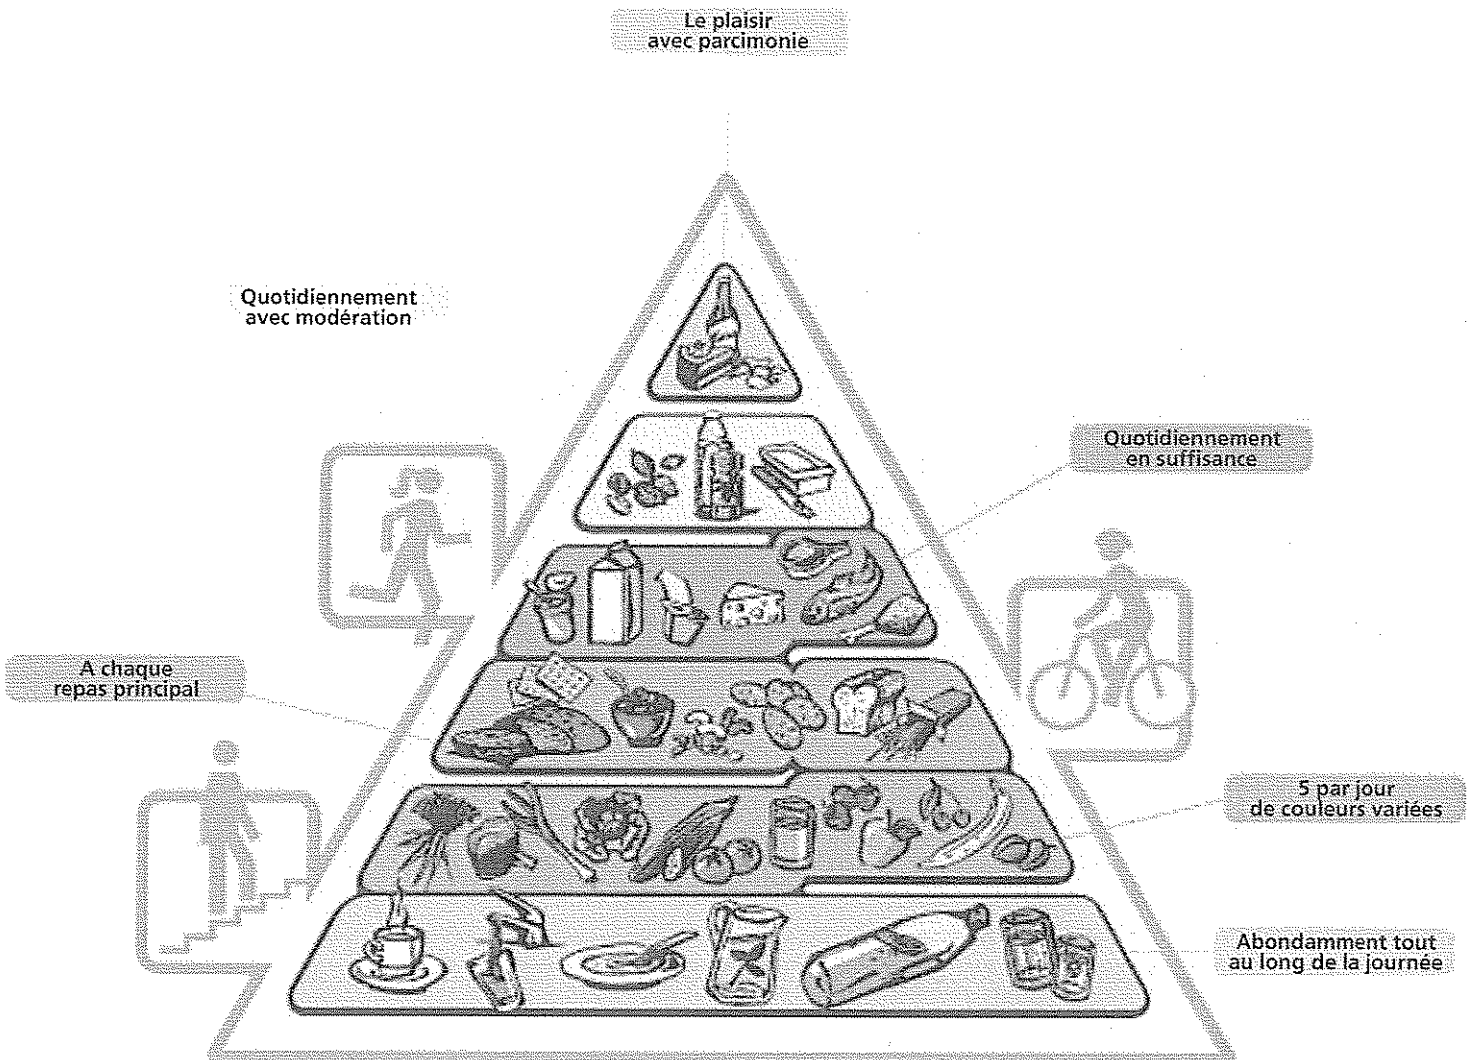 Le plaisir
avec parcimonie
Quotidiennement
avec modération
Quotidiennement
en suffisance
A chaque
repas principal
5 par jour
de couleurs variées
Abondamment tout
au long de la journée